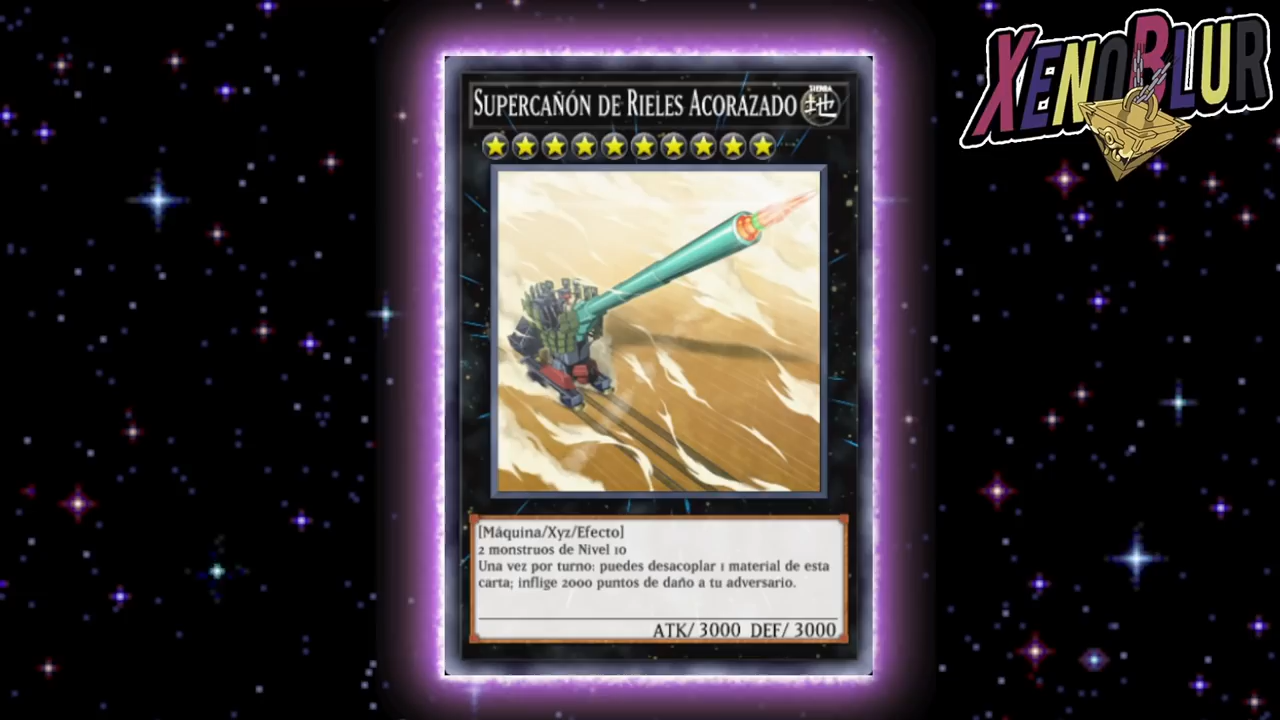 XENOBLUR
SUPERCAÑÓN DE RIELES ACORAZADO
TIERRA
地
[Máquina/Xyz/Efecto]
2 monstruos de Nivel 10
Una vez por turno: puedes desacoplar 1 material de esta
carta; inflige 2000 puntos de daño a tu adversario.
ATK/ 3000 DEF/ 3000